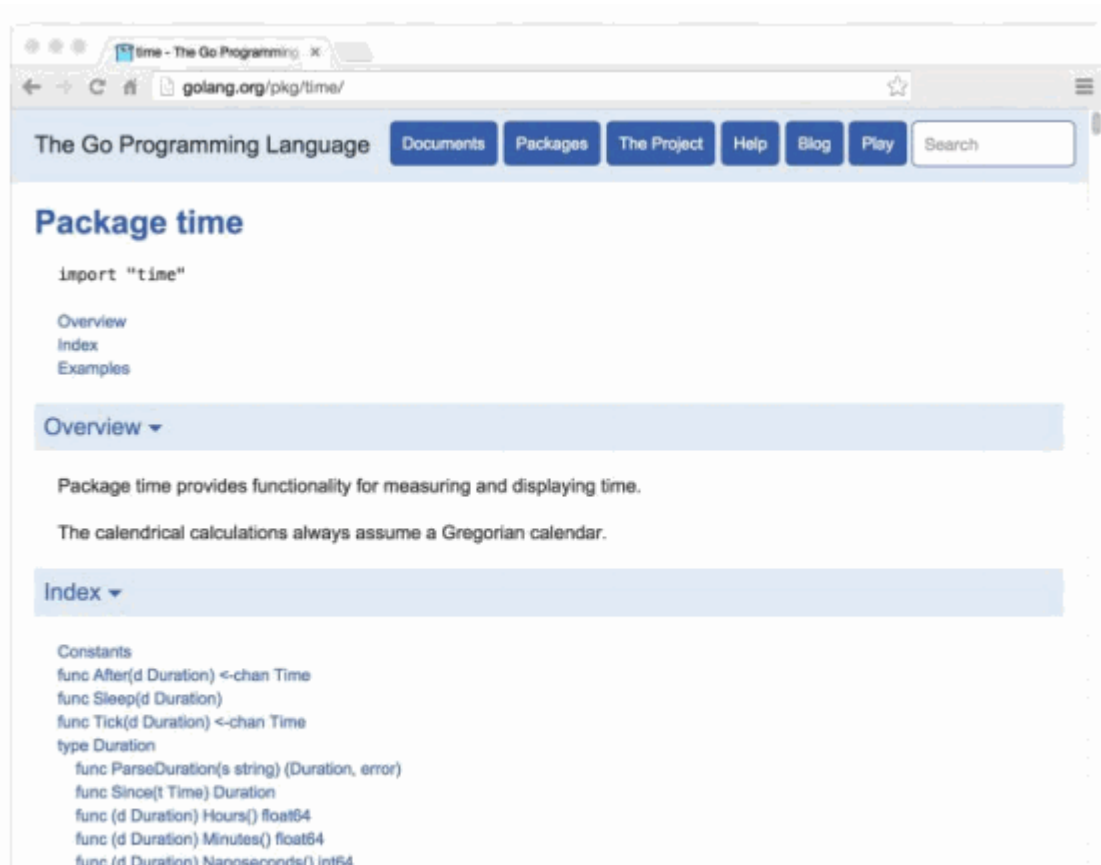 time - The Go Programming
golang.org/pkg/time/
The Go Programming Language Documents Packages The Project Help Blog Play Search
Package time
import "time"
Overview
Index
Examples
Overview
Package time provides functionality for measuring and displaying time.
The calendrical calculations always assume a Gregorian calendar.
Index
Constants
func After(d Duration) <-chan Time
func Sleep(d Duration)
func Tick(d Duration) <-chan Time
type Duration
func ParseDuration(s string) (Duration, error)
func Since(t Time) Duration
func (d Duration) Hours() float64
func (d Duration) Minutes() float64
func (d Duration) Nanoseconds() int64